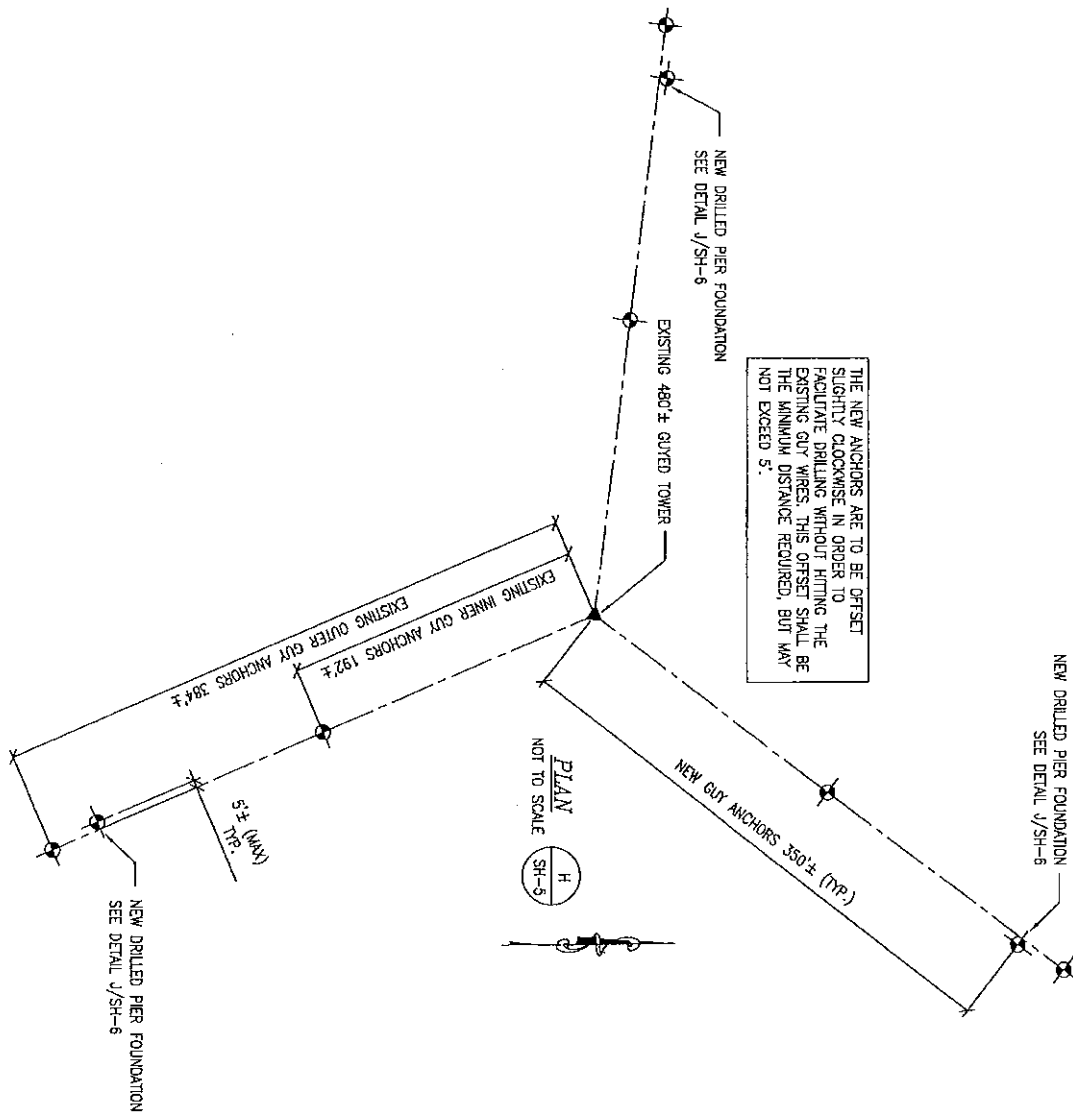 NEW DRILLED PIER FOUNDATION
SEE DETAIL J/SH-6
EXISTING 480'± GUYED TOWER
THE NEW ANCHORS ARE TO BE OFFSET
SLIGHTLY CLOCKWISE IN ORDER TO
FACILITATE DRILLING WITHOUT HITTING THE
EXISTING GUY WIRES. THIS OFFSET SHALL BE
THE MINIMUM DISTANCE REQUIRED, BUT MAY
NOT EXCEED 5'.
NEW DRILLED PIER FOUNDATION
SEE DETAIL J/SH-6
NEW GUY ANCHORS 350'± (TYP.)
EXISTING INNER GUY ANCHORS 192'±
EXISTING OUTER GUY ANCHORS 384'±
5'± (MAX)
TYP.
NEW DRILLED PIER FOUNDATION
SEE DETAIL J/SH-6
PLAN
NOT TO SCALE
H
SH-5